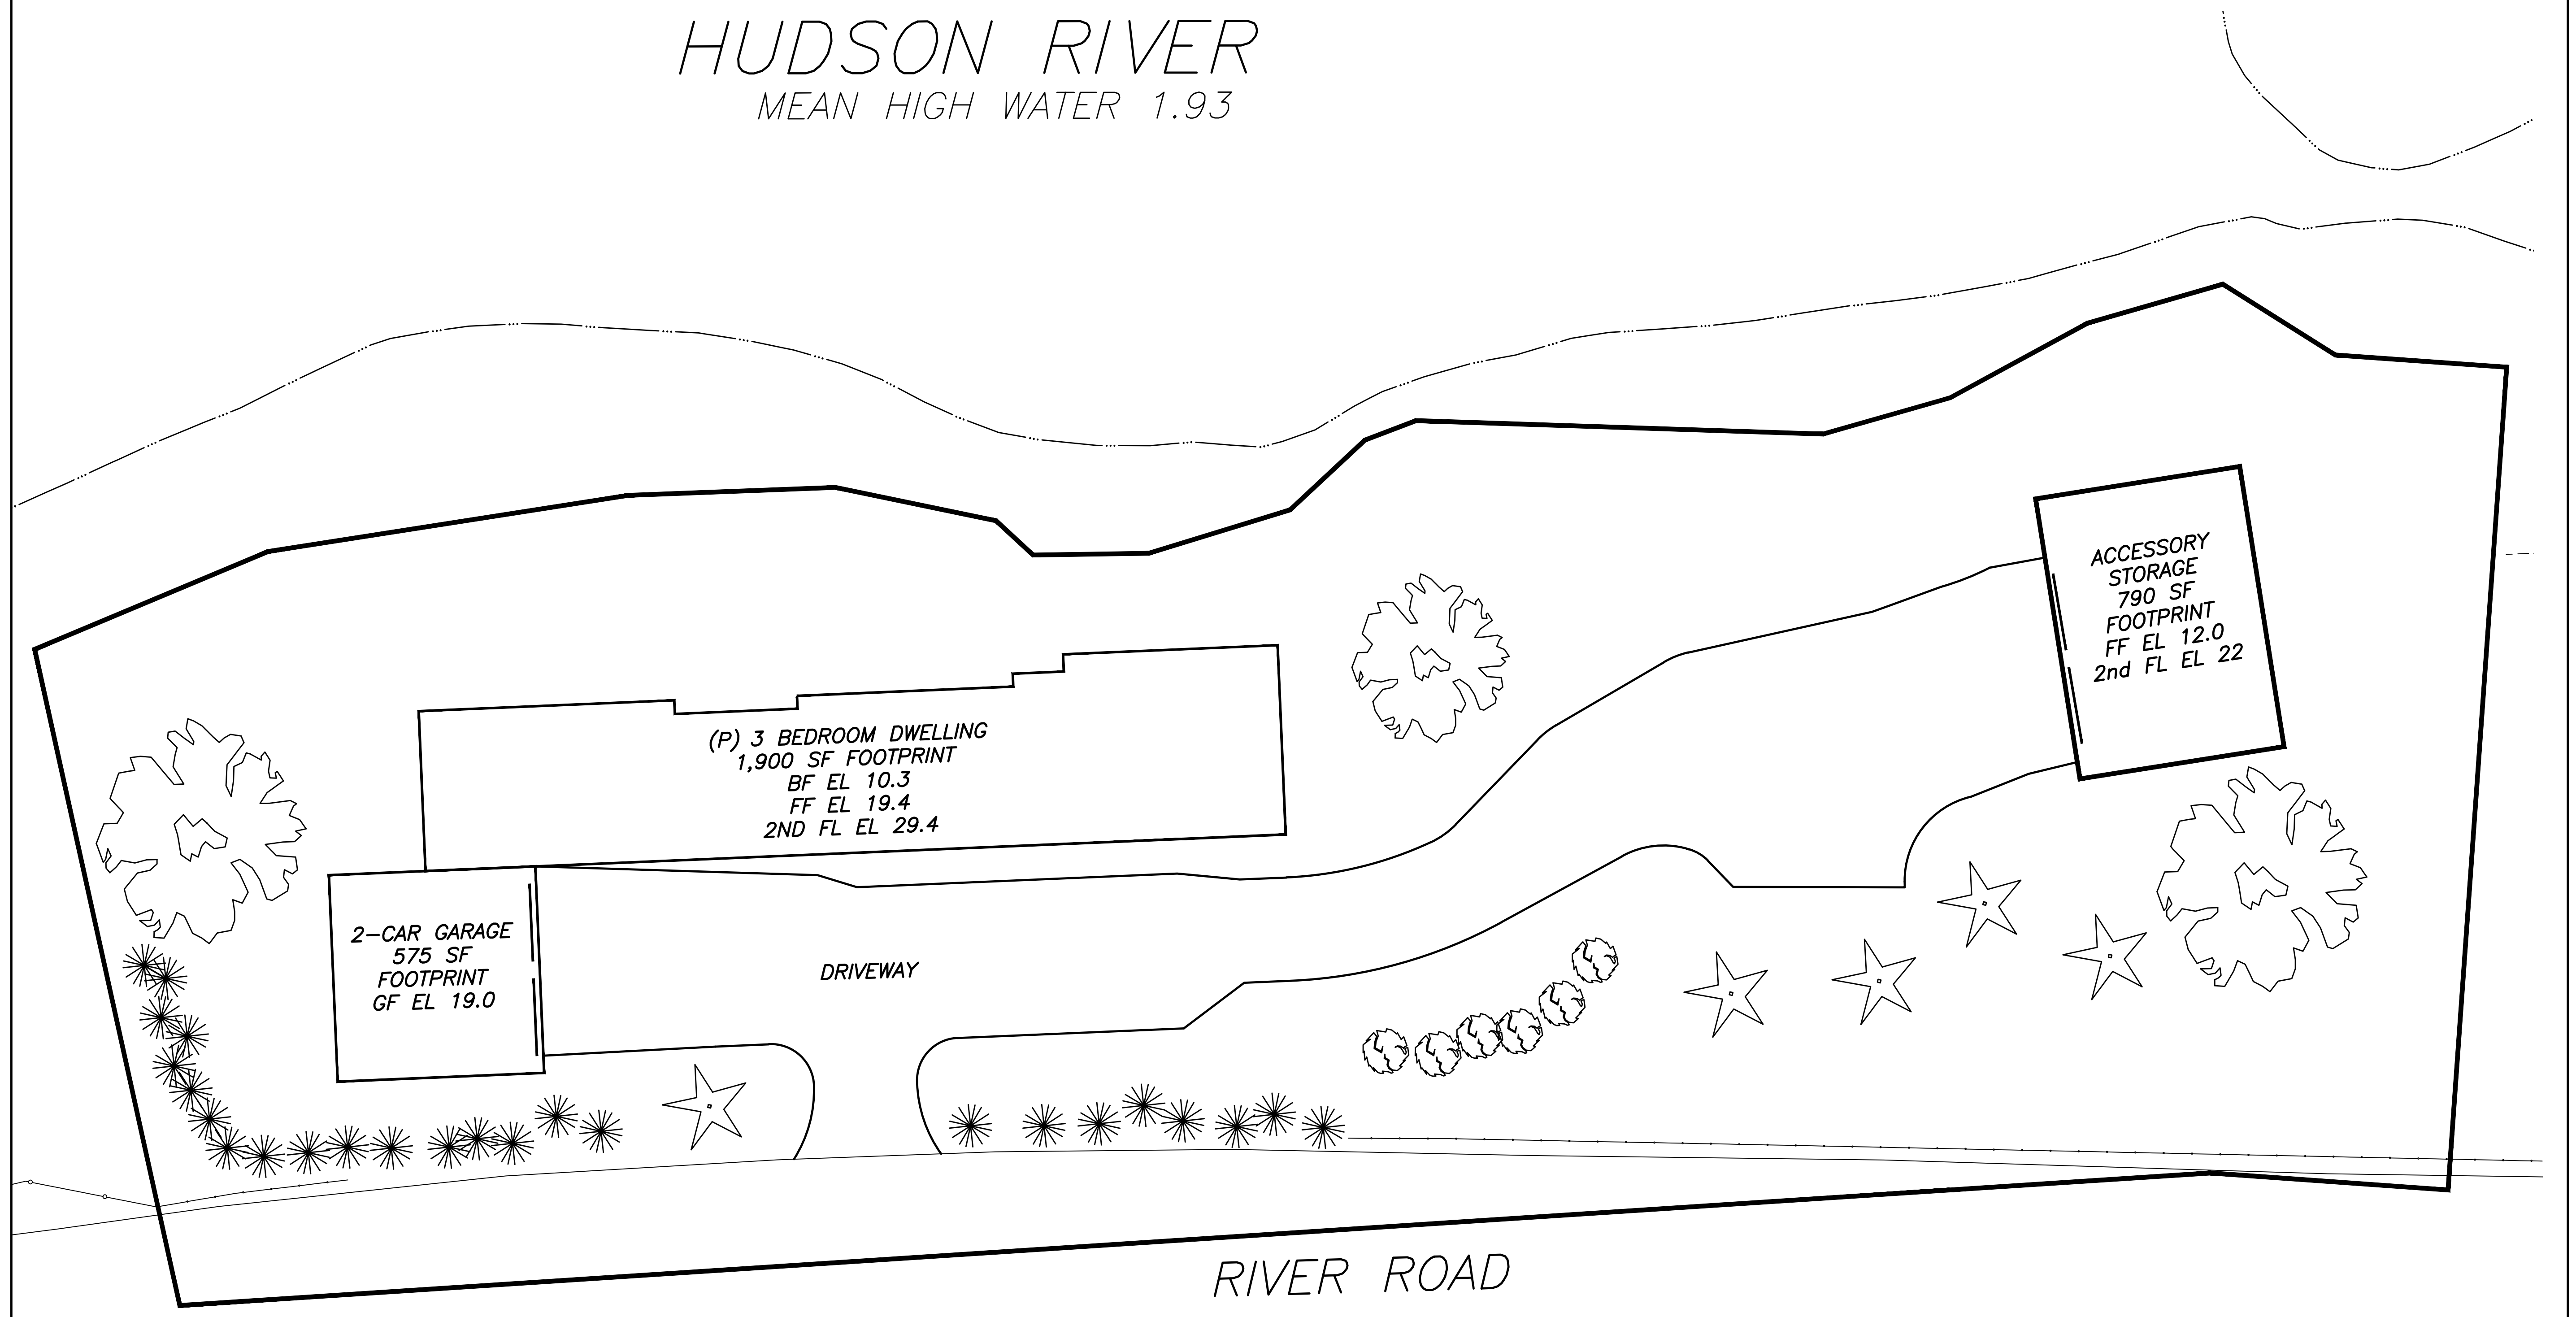 HUDSON RIVER
MEAN HIGH WATER 1.93
ACCESSORY
STORAGE
790 SF
FOOTPRINT
FF EL 12.0
2nd FL EL 22
(P) 3 BEDROOM DWELLING
1,900 SF FOOTPRINT
BF EL 10.3
FF EL 19.4
2ND FL EL 29.4
2-CAR GARAGE
575 SF
FOOTPRINT
GF EL 19.0
DRIVEWAY
RIVER ROAD